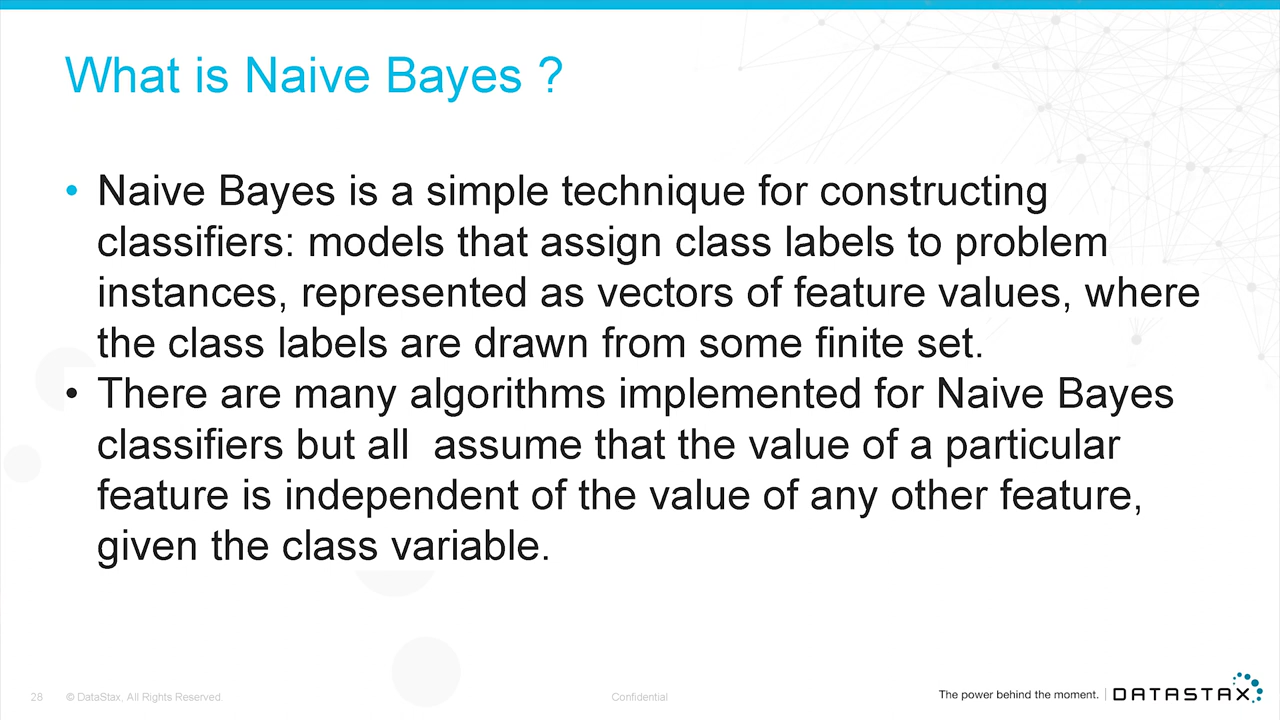 What is Naive Bayes ?
• Naive Bayes is a simple technique for constructing
classifiers: models that assign class labels to problem
instances, represented as vectors of feature values, where
the class labels are drawn from some finite set.
• There are many algorithms implemented for Naive Bayes
classifiers but all  assume that the value of a particular
feature is independent of the value of any other feature,
given the class variable.
28 © DataStax, All Rights Reserved. Confidential The power behind the moment. | DATASTAX